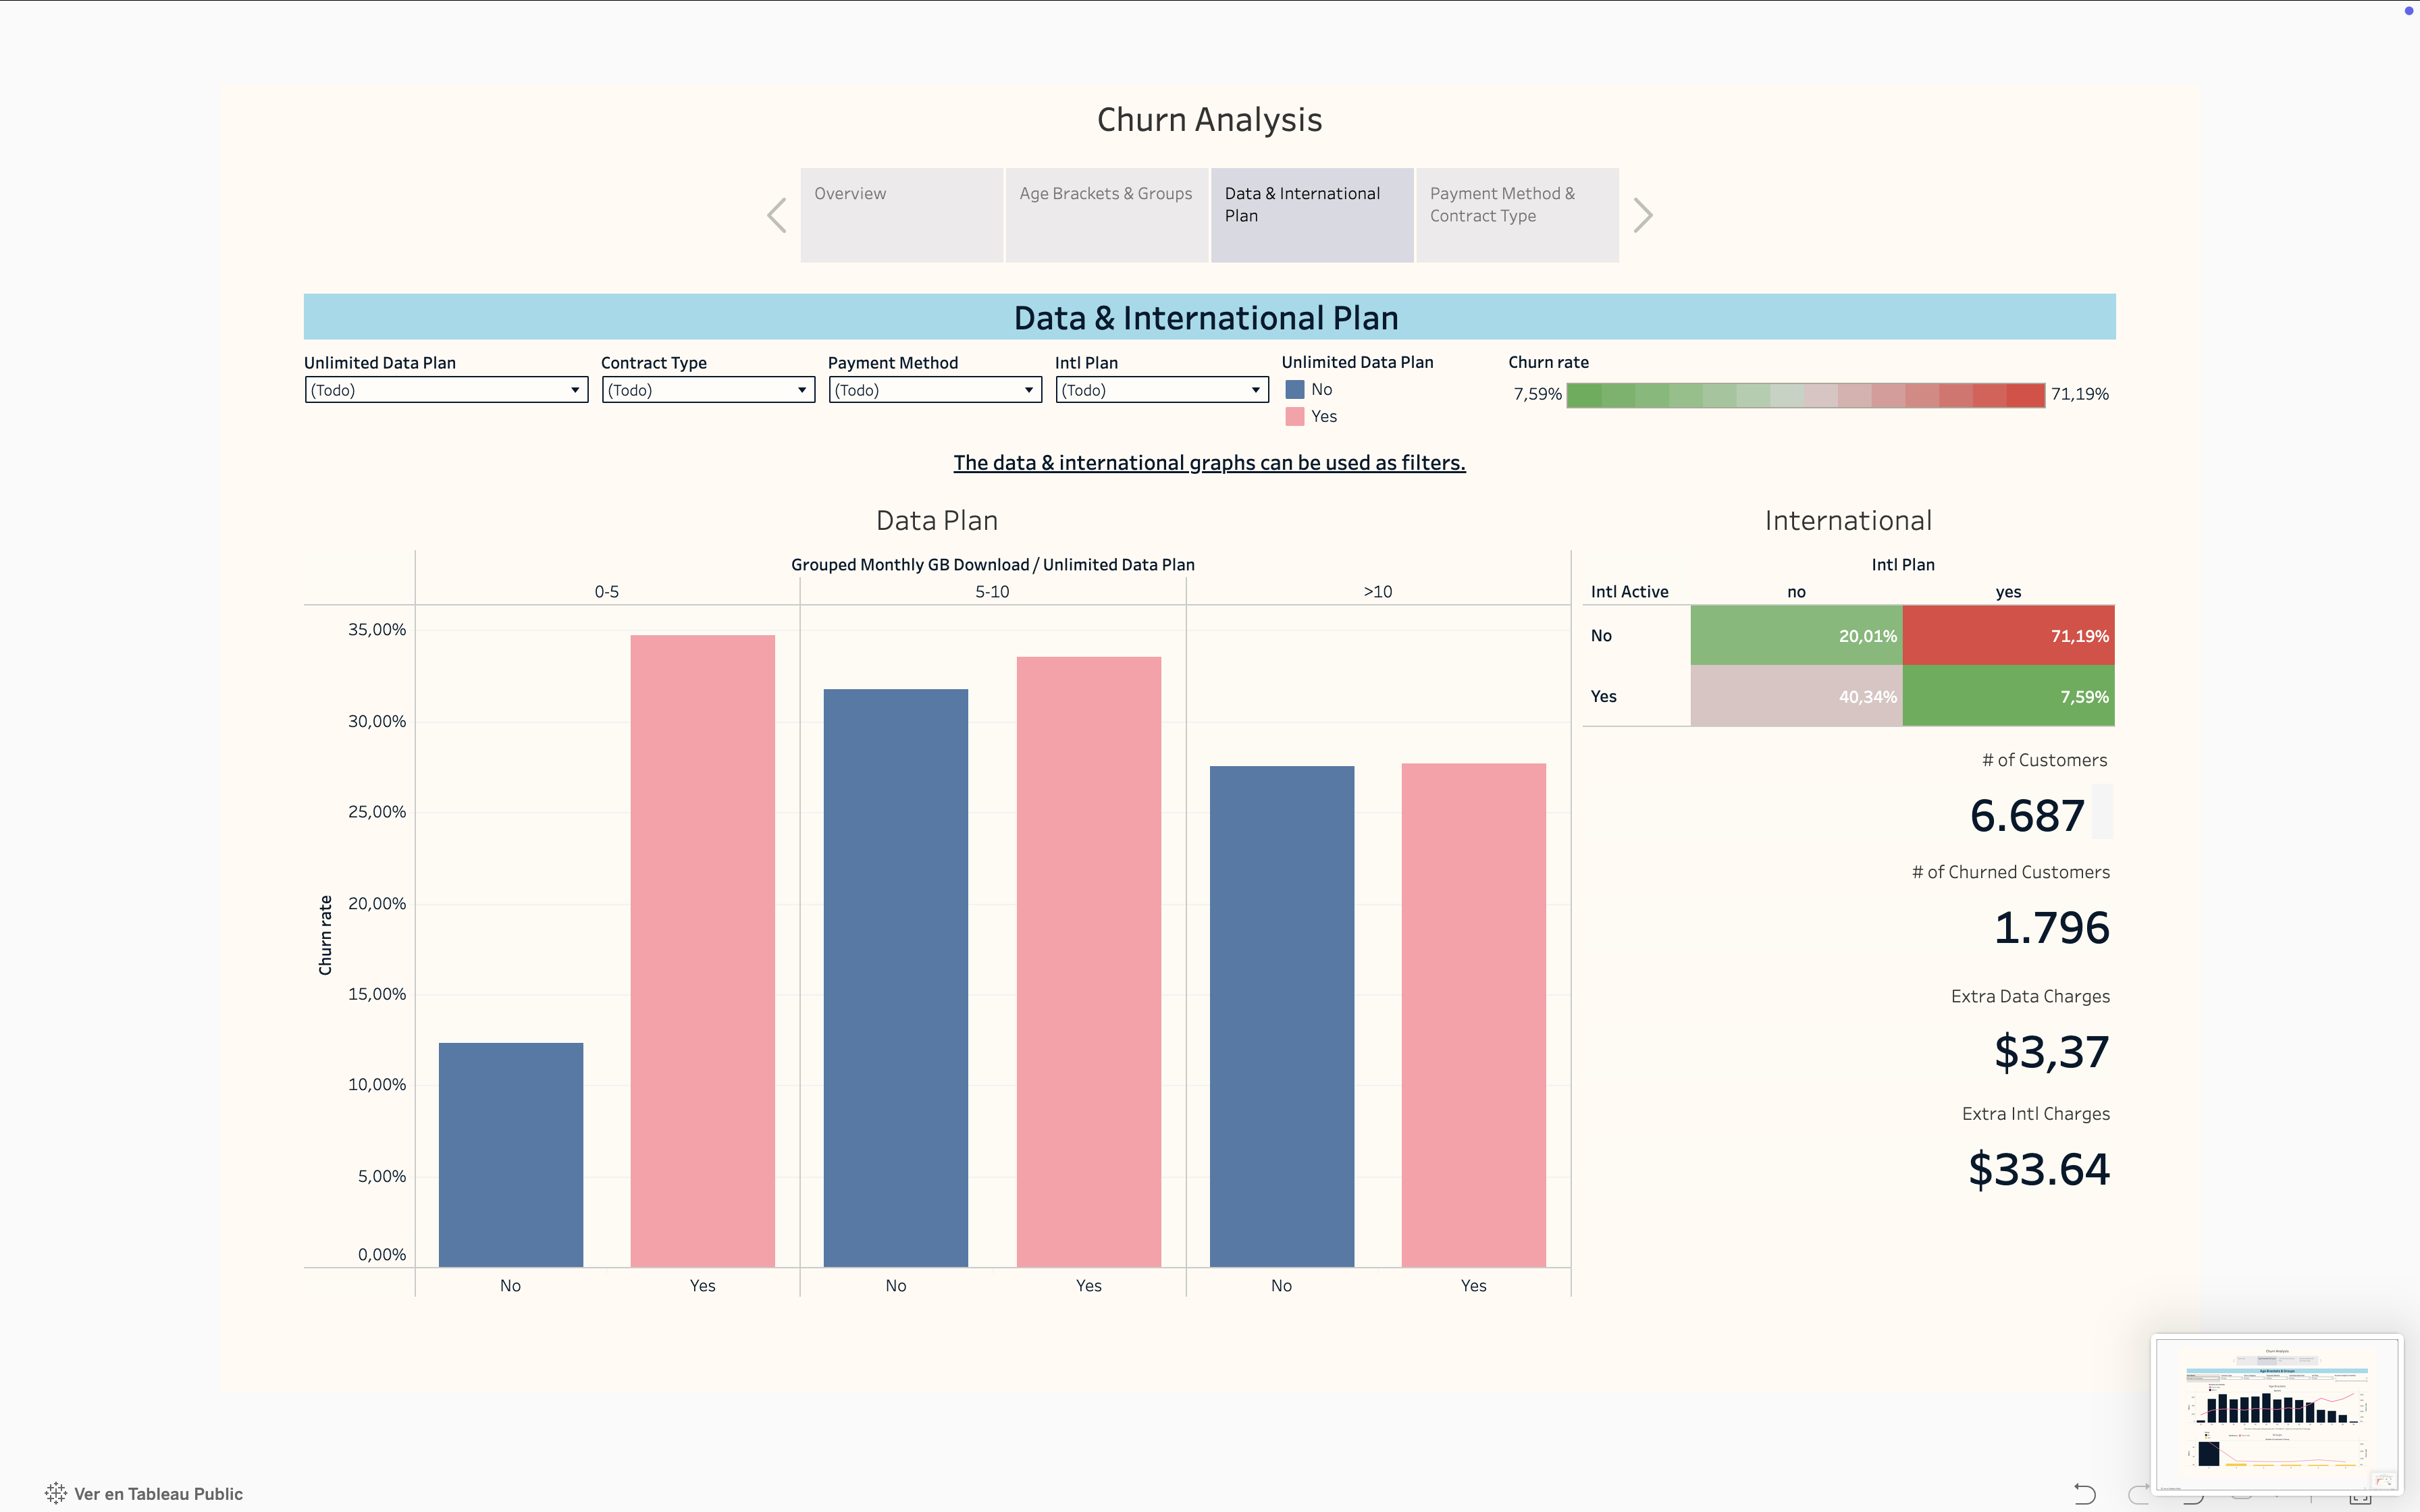 Churn Analysis
Overview
Age Brackets & Groups
Data & International
Plan
Payment Method &
Contract Type
Data & International Plan
Unlimited Data Plan
(Todo)
Contract Type
(Todo)
Payment Method
(Todo)
Intl Plan
(Todo)
Unlimited Data Plan
No
Yes
Churn rate
7,59%
71,19%
The data & international graphs can be used as filters.
Data Plan
Grouped Monthly GB Download / Unlimited Data Plan
0-5
5-10
>10
35,00%
30,00%
25,00%
20,00%
15,00%
10,00%
5,00%
0,00%
Churn rate
No
Yes
No
Yes
No
Yes
International
Intl Plan
Intl Active
no
yes
No
20,01%
71,19%
Yes
40,34%
7,59%
# of Customers
6.687
# of Churned Customers
1.796
Extra Data Charges
$3,37
Extra Intl Charges
$33.64
Churn Analysis
Age Brackets & Groups
Ver en Tableau Public